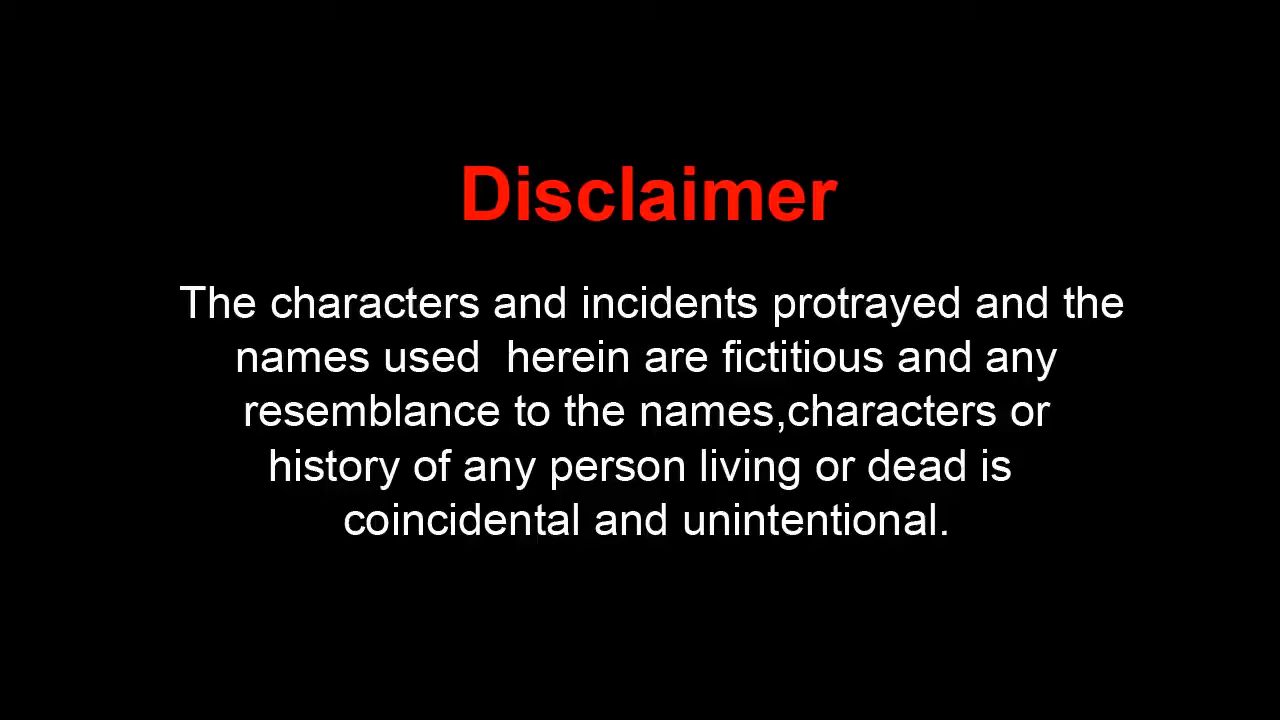 Disclaimer
The characters and incidents protrayed and the
names used  herein are fictitious and any
resemblance to the names,characters or
history of any person living or dead is
coincidental and unintentional.